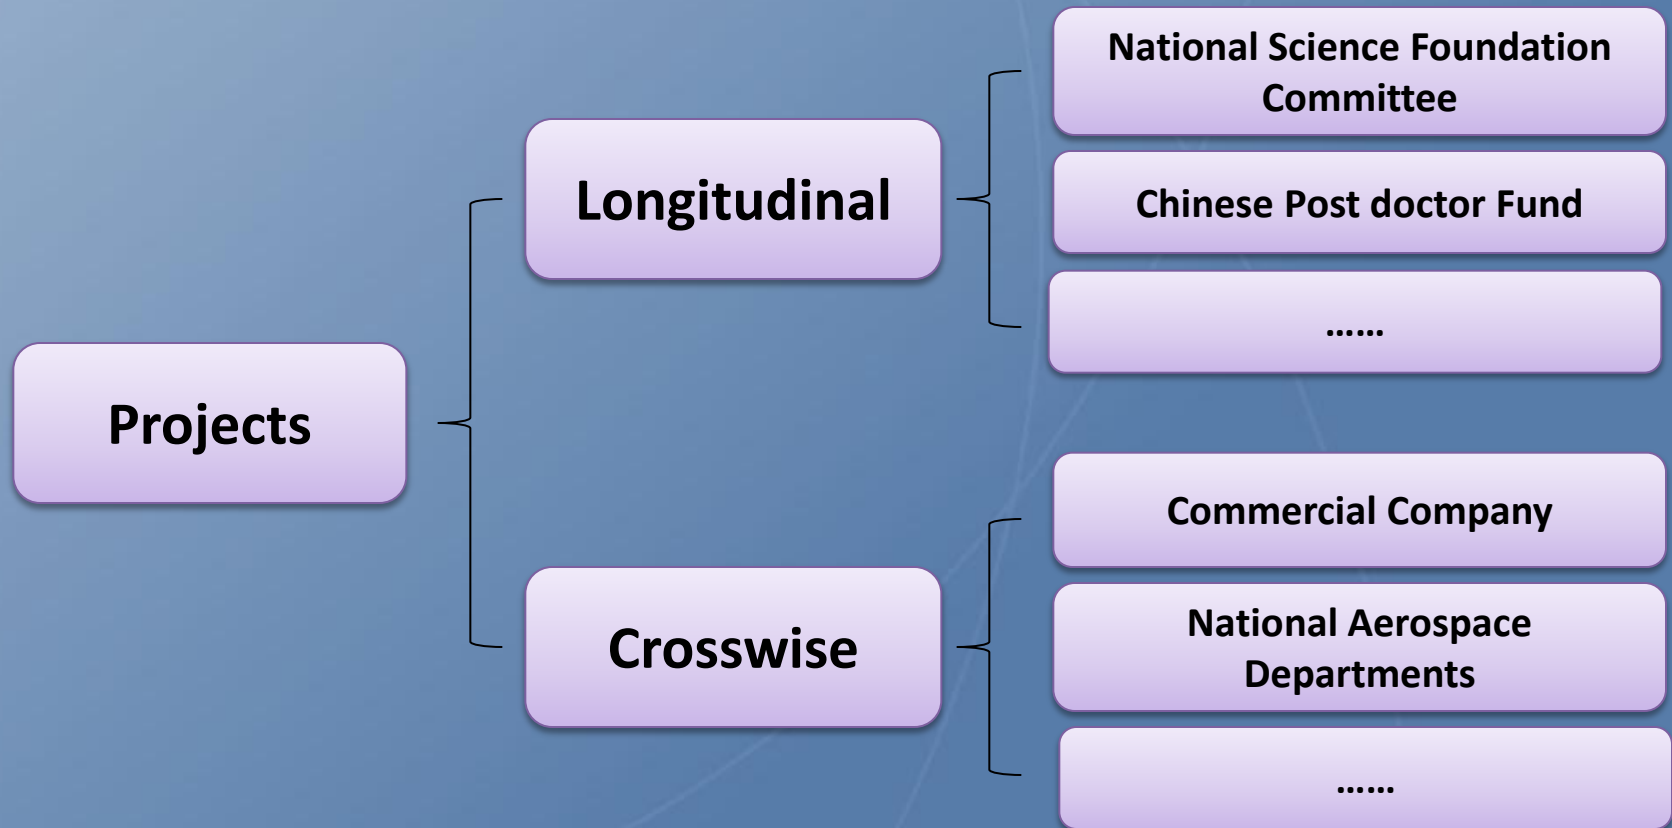 National Science Foundation
Committee
Longitudinal
Chinese Post doctor Fund
......
Projects
Commercial Company
Crosswise
National Aerospace
Departments
......